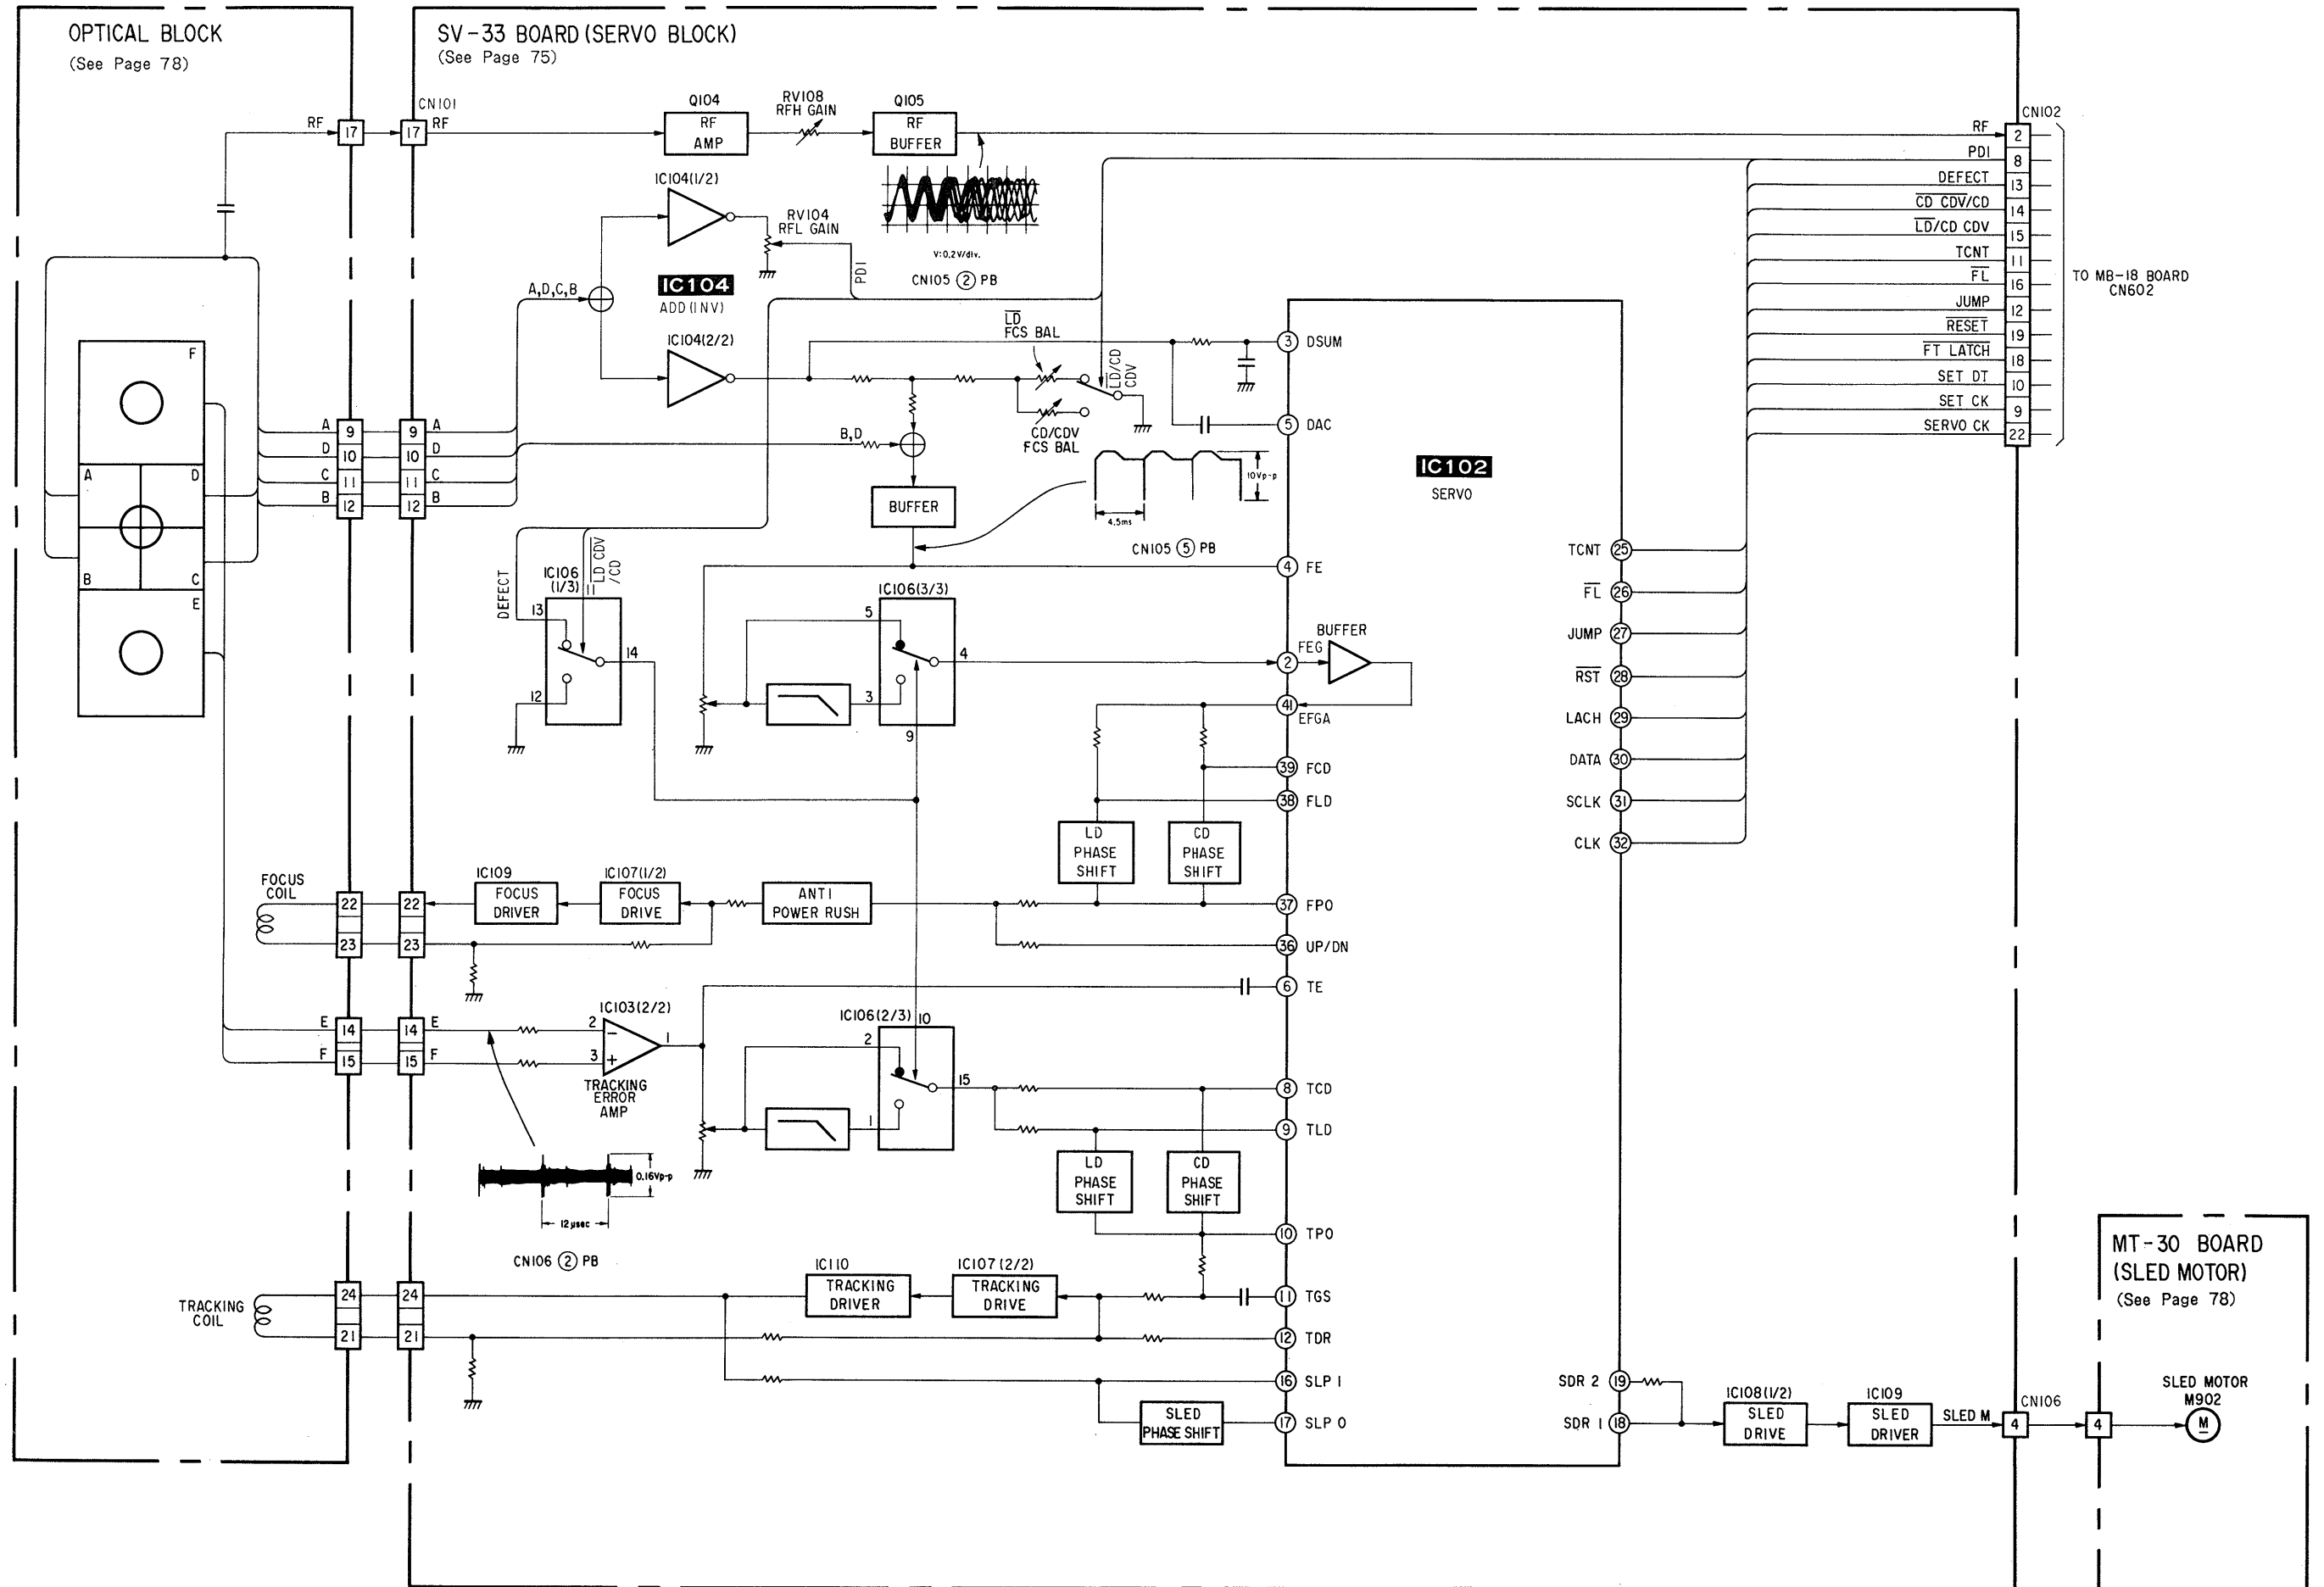 OPTICAL BLOCK
(See Page 78)
SV-33 BOARD (SERVO BLOCK)
(See Page 75)
CN101
RF 17
17 RF
Q104
RF
AMP
RV108
RFH GAIN
Q105
RF
BUFFER
V:0.2V/div.
CN105 ② PB
IC104(1/2)
RV104
RFL GAIN
PDI
A,D,C,B
IC104
ADD(INV)
IC104(2/2)
L̅D̅
FCS BAL
CD/CDV
FCS BAL
L̅D̅/CD
CDV
B,D
BUFFER
10Vp-p
4.5ms
CN105 ⑤ PB
F
A D
B C
E
A 9
D 10
C 11
B 12
9 A
10 D
11 C
12 B
DEFECT
IC106
(1/3)
11
L̅D̅ C̅D̅V̅
/CD
13
12
14
IC106(3/3)
5
3
4
9
IC102
SERVO
3 DSUM
5 DAC
4 FE
BUFFER
2 FEG
41 EFGA
39 FCD
38 FLD
LD
PHASE
SHIFT
CD
PHASE
SHIFT
37 FPO
36 UP/DN
6 TE
8 TCD
9 TLD
10 TPO
11 TGS
12 TDR
16 SLP I
17 SLP O
FOCUS
COIL
22
23
22
23
IC109
FOCUS
DRIVER
IC107(1/2)
FOCUS
DRIVE
ANTI
POWER RUSH
E 14
F 15
14 E
15 F
IC103(2/2)
2 −
3 +
1
TRACKING
ERROR
AMP
0.16Vp-p
12μsec
CN106 ② PB
IC106(2/3) 10
2
1
15
LD
PHASE
SHIFT
CD
PHASE
SHIFT
TRACKING
COIL
24
21
24
21
IC110
TRACKING
DRIVER
IC107(2/2)
TRACKING
DRIVE
SLED
PHASE SHIFT
TCNT 25
F̅L̅ 26
JUMP 27
R̅S̅T̅ 28
LACH 29
DATA 30
SCLK 31
CLK 32
SDR 2 19
SDR 1 18
CN102
RF 2
PDI 8
DEFECT 13
C̅D̅ C̅D̅V̅/CD 14
L̅D̅/CD CDV 15
TCNT 11
F̅L̅ 16
JUMP 12
R̅E̅S̅E̅T̅ 19
F̅T̅ L̅A̅T̅C̅H̅ 18
SET DT 10
SET CK 9
SERVO CK 22
TO MB-18 BOARD
CN602
IC108(1/2)
SLED
DRIVE
IC109
SLED
DRIVER
SLED M
CN106
4
4
MT-30 BOARD
(SLED MOTOR)
(See Page 78)
SLED MOTOR
M902
M